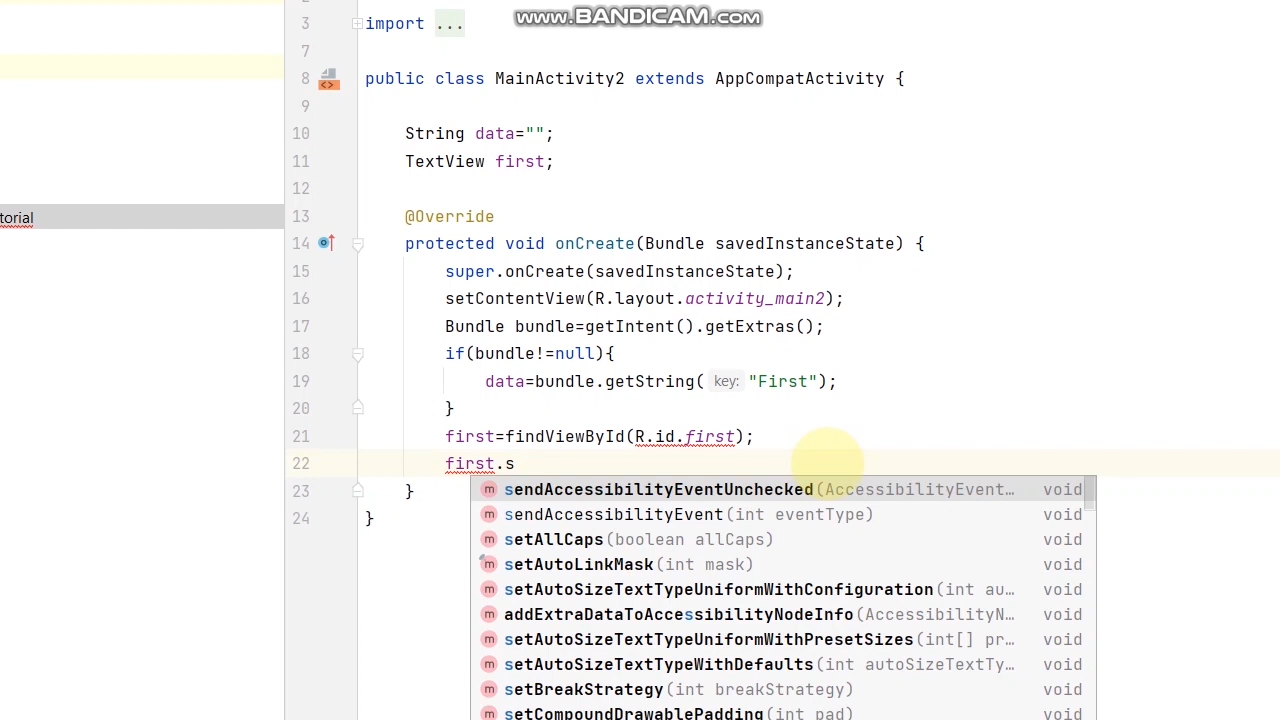 www.BANDICAM.com
3 import ...
7
8 public class MainActivity2 extends AppCompatActivity {
9
10 String data="";
11 TextView first;
12
torial
13 @Override
14 protected void onCreate(Bundle savedInstanceState) {
15 super.onCreate(savedInstanceState);
16 setContentView(R.layout.activity_main2);
17 Bundle bundle=getIntent().getExtras();
18 if(bundle!=null){
19 data=bundle.getString( key: "First");
20 }
21 first=findViewById(R.id.first);
22 first.s
23 }
24 }
m sendAccessibilityEventUnchecked(AccessibilityEvent… void
m sendAccessibilityEvent(int eventType) void
m setAllCaps(boolean allCaps) void
m setAutoLinkMask(int mask) void
m setAutoSizeTextTypeUniformWithConfiguration(int au… void
m addExtraDataToAccessibilityNodeInfo(AccessibilityN… void
m setAutoSizeTextTypeUniformWithPresetSizes(int[] pr… void
m setAutoSizeTextTypeWithDefaults(int autoSizeTextTy… void
m setBreakStrategy(int breakStrategy) void
m setCompoundDrawablePadding(int pad) void